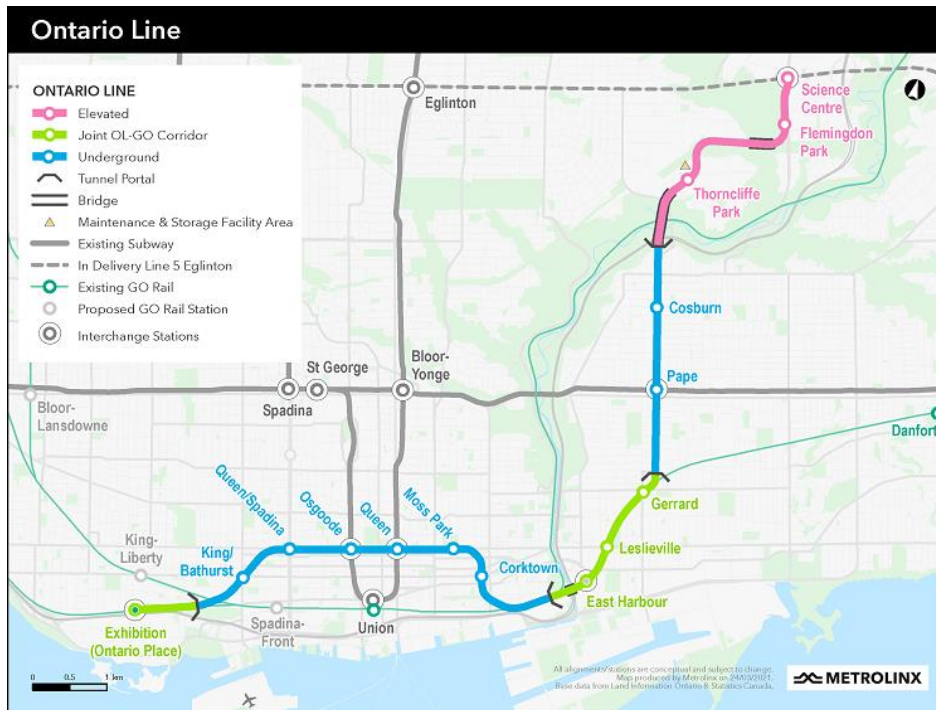 Ontario Line
ONTARIO LINE
Elevated
Joint OL-GO Corridor
Underground
Tunnel Portal
Bridge
Maintenance & Storage Facility Area
Existing Subway
In Delivery Line 5 Eglinton
Existing GO Rail
Proposed GO Rail Station
Interchange Stations
Eglinton
Science
Centre
Flemingdon
Park
Thorncliffe
Park
Cosburn
Pape
Bloor-
Yonge
St George
Spadina
Bloor-
Lansdowne
Danfort
Queen/Spadina
Osgoode
Queen
Moss Park
Gerrard
Leslieville
King-
Liberty
King/
Bathurst
Corktown
East Harbour
Exhibition
(Ontario Place)
Spadina-
Front
Union
0 0.5 1 km
All alignments/stations are conceptual and subject to change.
Map produced by Metrolinx on 24/03/2021.
Base data from Land Information Ontario & Statistics Canada.
METROLINX